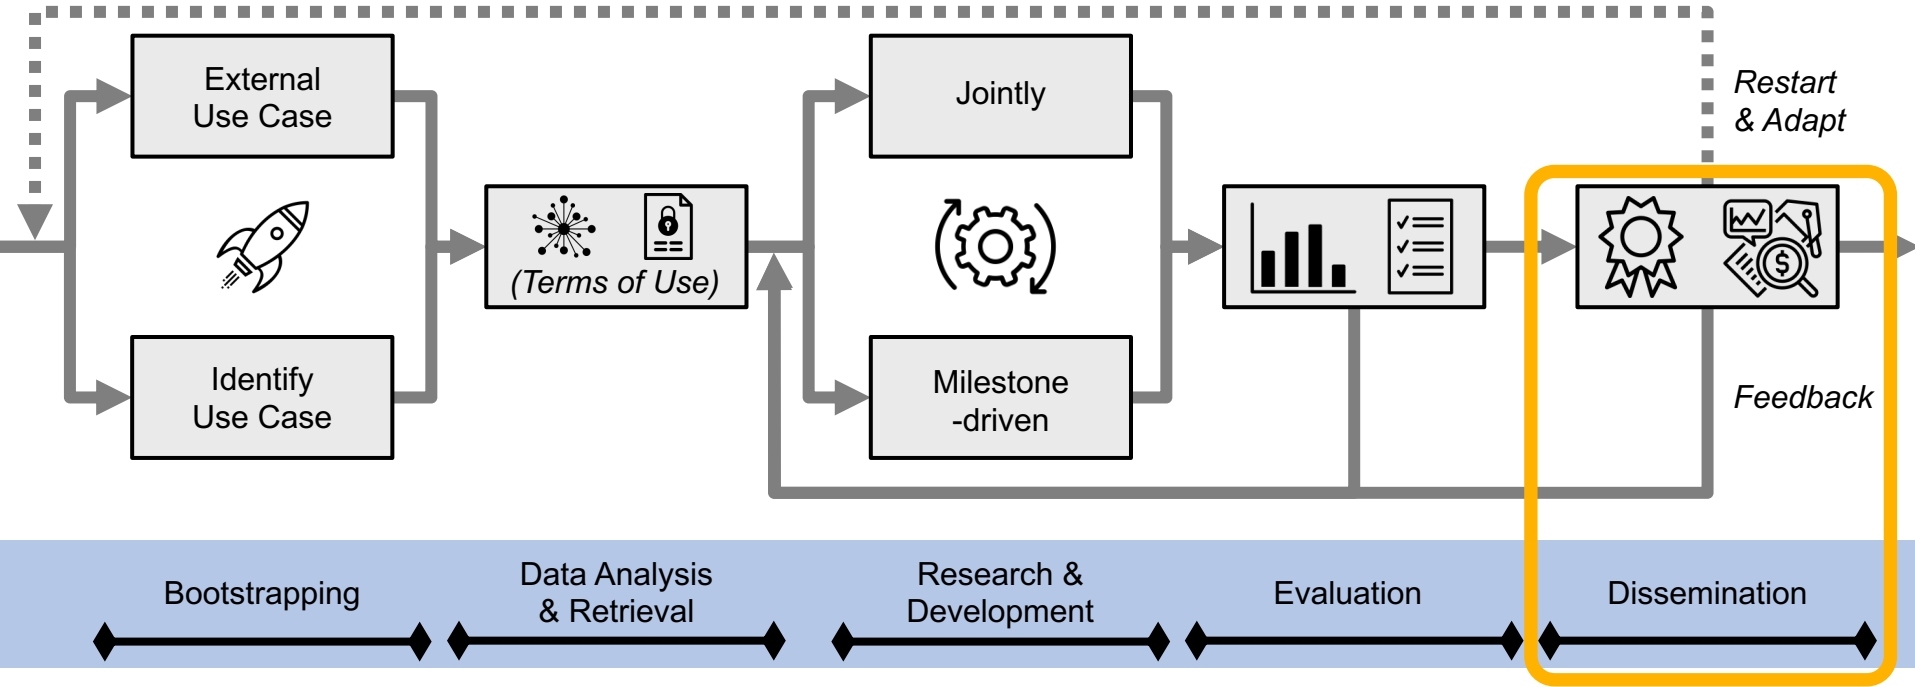 External
Use Case
Jointly
Restart
& Adapt
(Terms of Use)
$
Identify
Use Case
Milestone
-driven
Feedback
Bootstrapping
Data Analysis
& Retrieval
Research &
Development
Evaluation
Dissemination